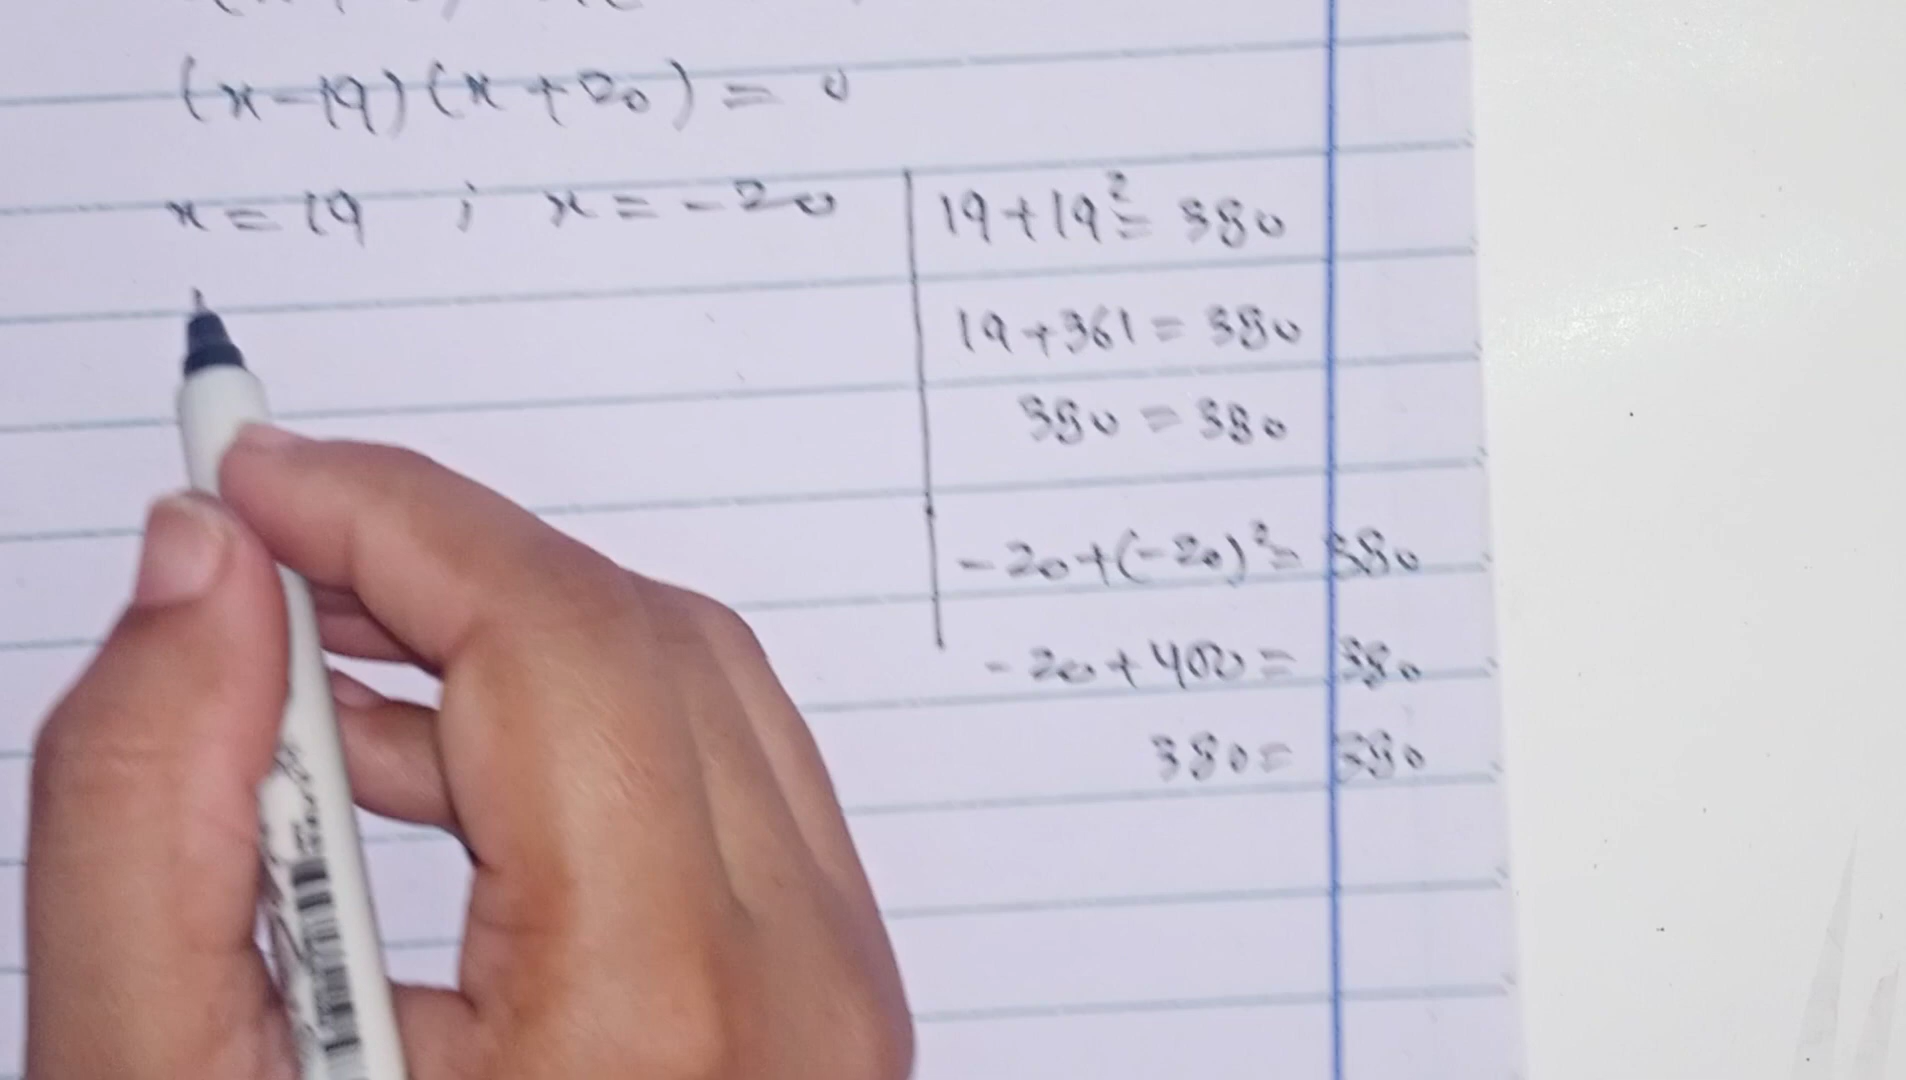 (x-19)(x+20) = 0
x = 19 ; x = -20
19+19²= 380
19+361 = 380
380 = 380
-20+(-20)²= 380
-20+400= 380
380= 380